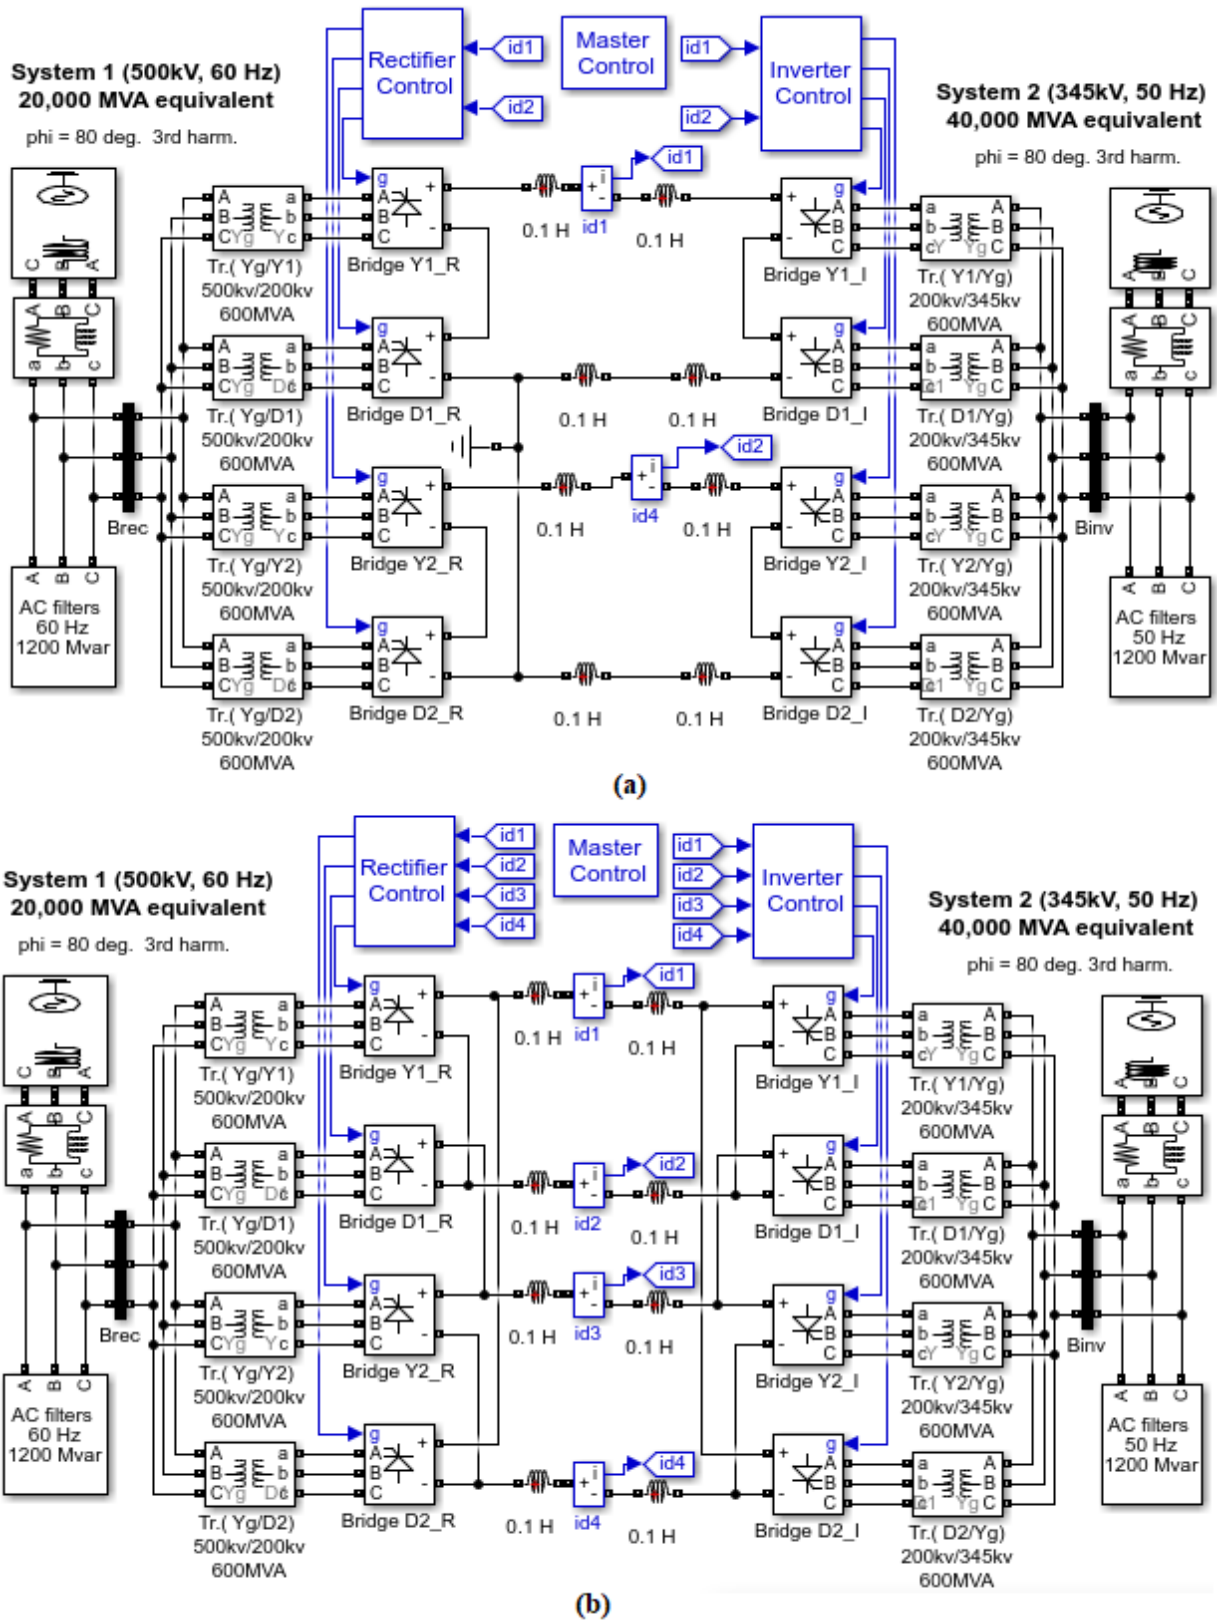 Rectifier
Control
id1
id2
Master
Control
id1
id2
Inverter
Control
System 1 (500kV, 60 Hz)
20,000 MVA equivalent
phi = 80 deg. 3rd harm.
System 2 (345kV, 50 Hz)
40,000 MVA equivalent
phi = 80 deg. 3rd harm.
id1
0.1 H
id1
0.1 H
A B C Yg a b Yc
g A B C + -
Bridge Y1_R
Tr.( Yg/Y1)
500kv/200kv
600MVA
+ - g A B C
Bridge Y1_I
a b cY A B Yg C
Tr.( Y1/Yg)
200kv/345kv
600MVA
A B C Yg a b Dc
g A B C + -
Bridge D1_R
Tr.( Yg/D1)
500kv/200kv
600MVA
0.1 H
0.1 H
+ - g A B C
Bridge D1_I
Tr.( D1/Yg)
200kv/345kv
600MVA
C B A
A B C
a b c
Brec
id2
id4
0.1 H
0.1 H
Bridge Y2_R
Tr.( Yg/Y2)
500kv/200kv
600MVA
Bridge Y2_I
Tr.( Y2/Yg)
200kv/345kv
600MVA
A B C
A B C
a b c
Binv
A B C
AC filters
60 Hz
1200 Mvar
A B C
AC filters
50 Hz
1200 Mvar
Bridge D2_R
Tr.( Yg/D2)
500kv/200kv
600MVA
0.1 H
0.1 H
Bridge D2_I
Tr.( D2/Yg)
200kv/345kv
600MVA
(a)
Rectifier
Control
id1
id2
id3
id4
Master
Control
id1
id2
id3
id4
Inverter
Control
System 1 (500kV, 60 Hz)
20,000 MVA equivalent
phi = 80 deg. 3rd harm.
System 2 (345kV, 50 Hz)
40,000 MVA equivalent
phi = 80 deg. 3rd harm.
id1
0.1 H
id1
0.1 H
Bridge Y1_R
Tr.( Yg/Y1)
500kv/200kv
600MVA
Bridge Y1_I
Tr.( Y1/Yg)
200kv/345kv
600MVA
C B A
A B C
a b c
id2
0.1 H
id2
0.1 H
Bridge D1_R
Tr.( Yg/D1)
500kv/200kv
600MVA
Bridge D1_I
Tr.( D1/Yg)
200kv/345kv
600MVA
A B C
A B C
a b c
Brec
id3
0.1 H
id3
0.1 H
Bridge Y2_R
Tr.( Yg/Y2)
500kv/200kv
600MVA
Bridge Y2_I
Tr.( Y2/Yg)
200kv/345kv
600MVA
Binv
A B C
AC filters
60 Hz
1200 Mvar
A B C
AC filters
50 Hz
1200 Mvar
id4
0.1 H
id4
0.1 H
Bridge D2_R
Tr.( Yg/D2)
500kv/200kv
600MVA
Bridge D2_I
Tr.( D2/Yg)
200kv/345kv
600MVA
(b)